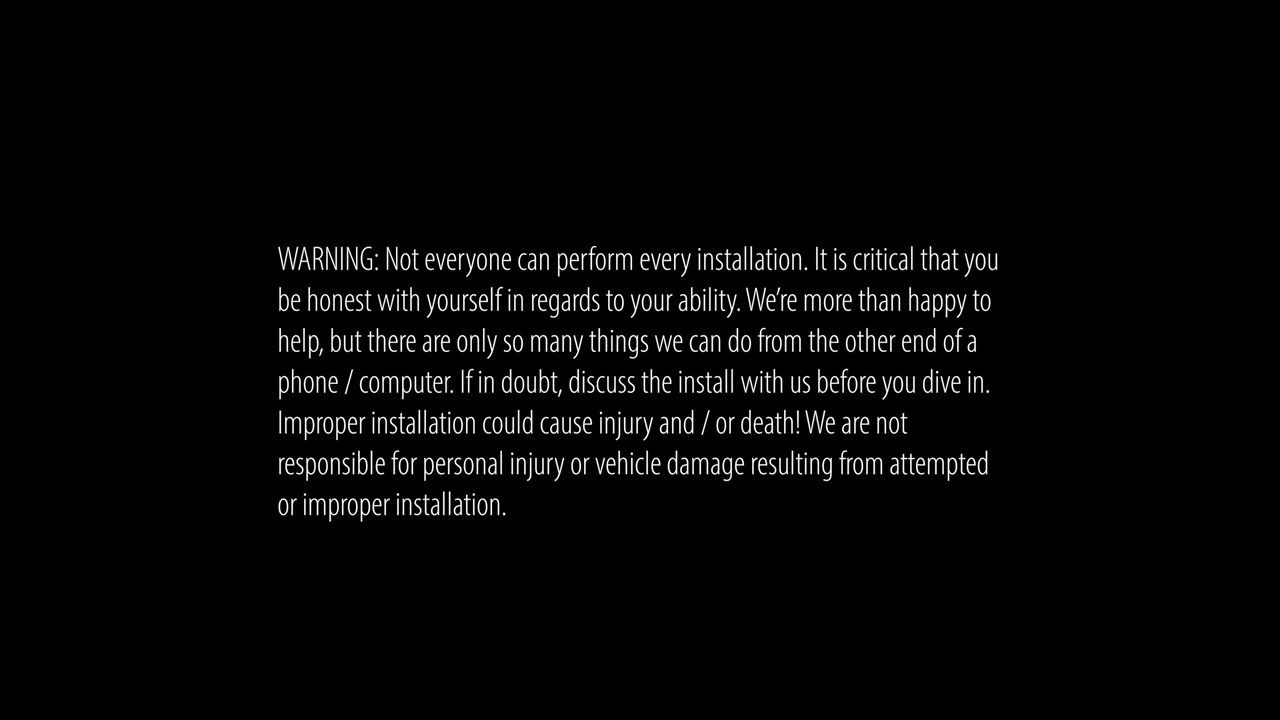 WARNING: Not everyone can perform every installation. It is critical that you
be honest with yourself in regards to your ability. We’re more than happy to
help, but there are only so many things we can do from the other end of a
phone / computer. If in doubt, discuss the install with us before you dive in.
Improper installation could cause injury and / or death! We are not
responsible for personal injury or vehicle damage resulting from attempted
or improper installation.